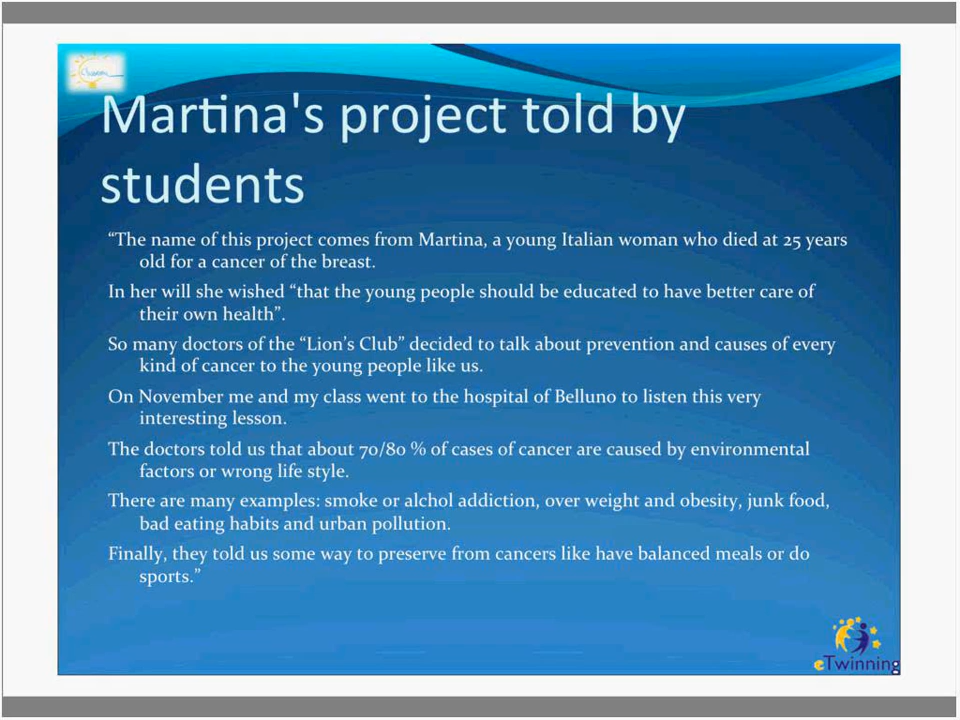 Martina's project told by
students
“The name of this project comes from Martina, a young Italian woman who died at 25 years
old for a cancer of the breast.
In her will she wished “that the young people should be educated to have better care of
their own health”.
So many doctors of the “Lion’s Club” decided to talk about prevention and causes of every
kind of cancer to the young people like us.
On November me and my class went to the hospital of Belluno to listen this very
interesting lesson.
The doctors told us that about 70/80 % of cases of cancer are caused by environmental
factors or wrong life style.
There are many examples: smoke or alchol addiction, over weight and obesity, junk food,
bad eating habits and urban pollution.
Finally, they told us some way to preserve from cancers like have balanced meals or do
sports.”
eTwinning